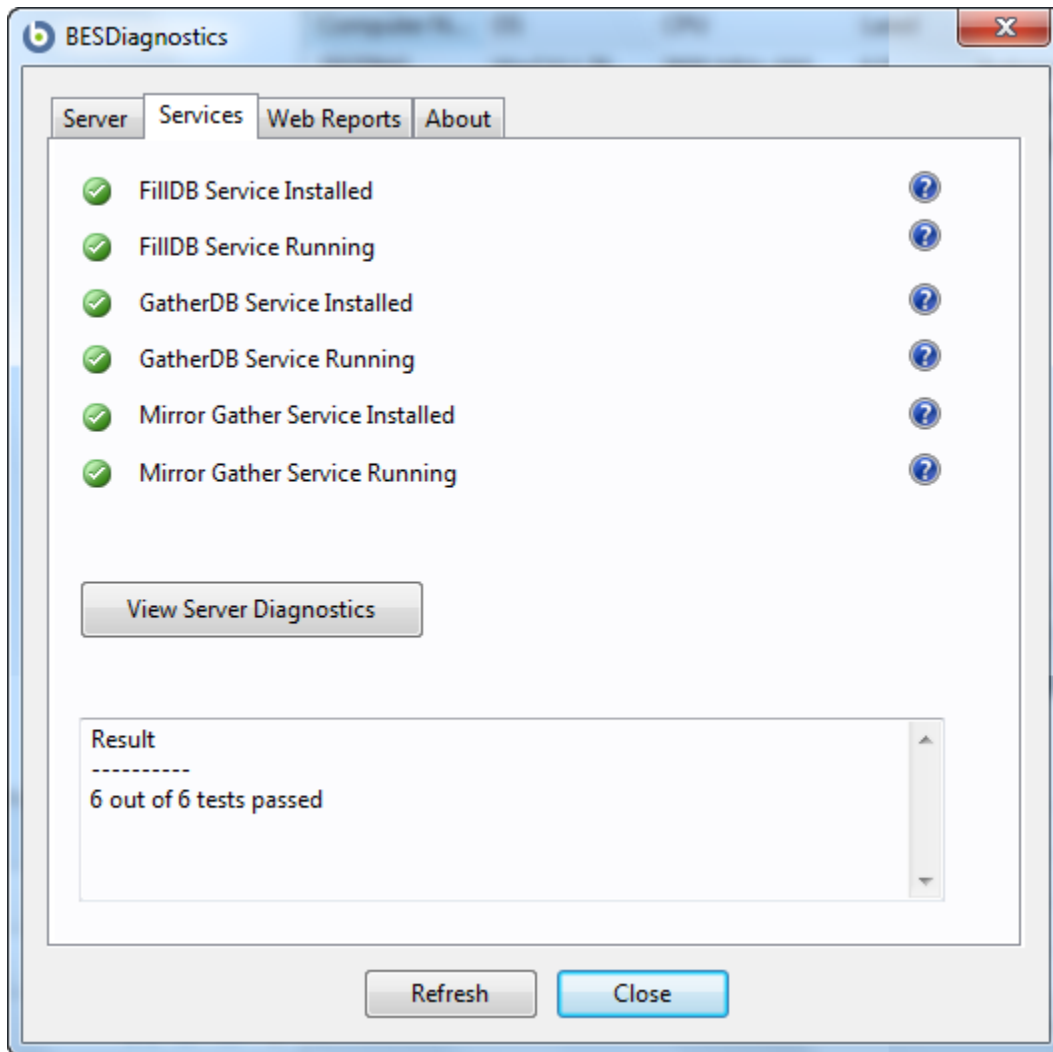 BESDiagnostics
Server Services Web Reports About
FillDB Service Installed
FillDB Service Running
GatherDB Service Installed
GatherDB Service Running
Mirror Gather Service Installed
Mirror Gather Service Running
View Server Diagnostics
Result
----------
6 out of 6 tests passed
Refresh Close